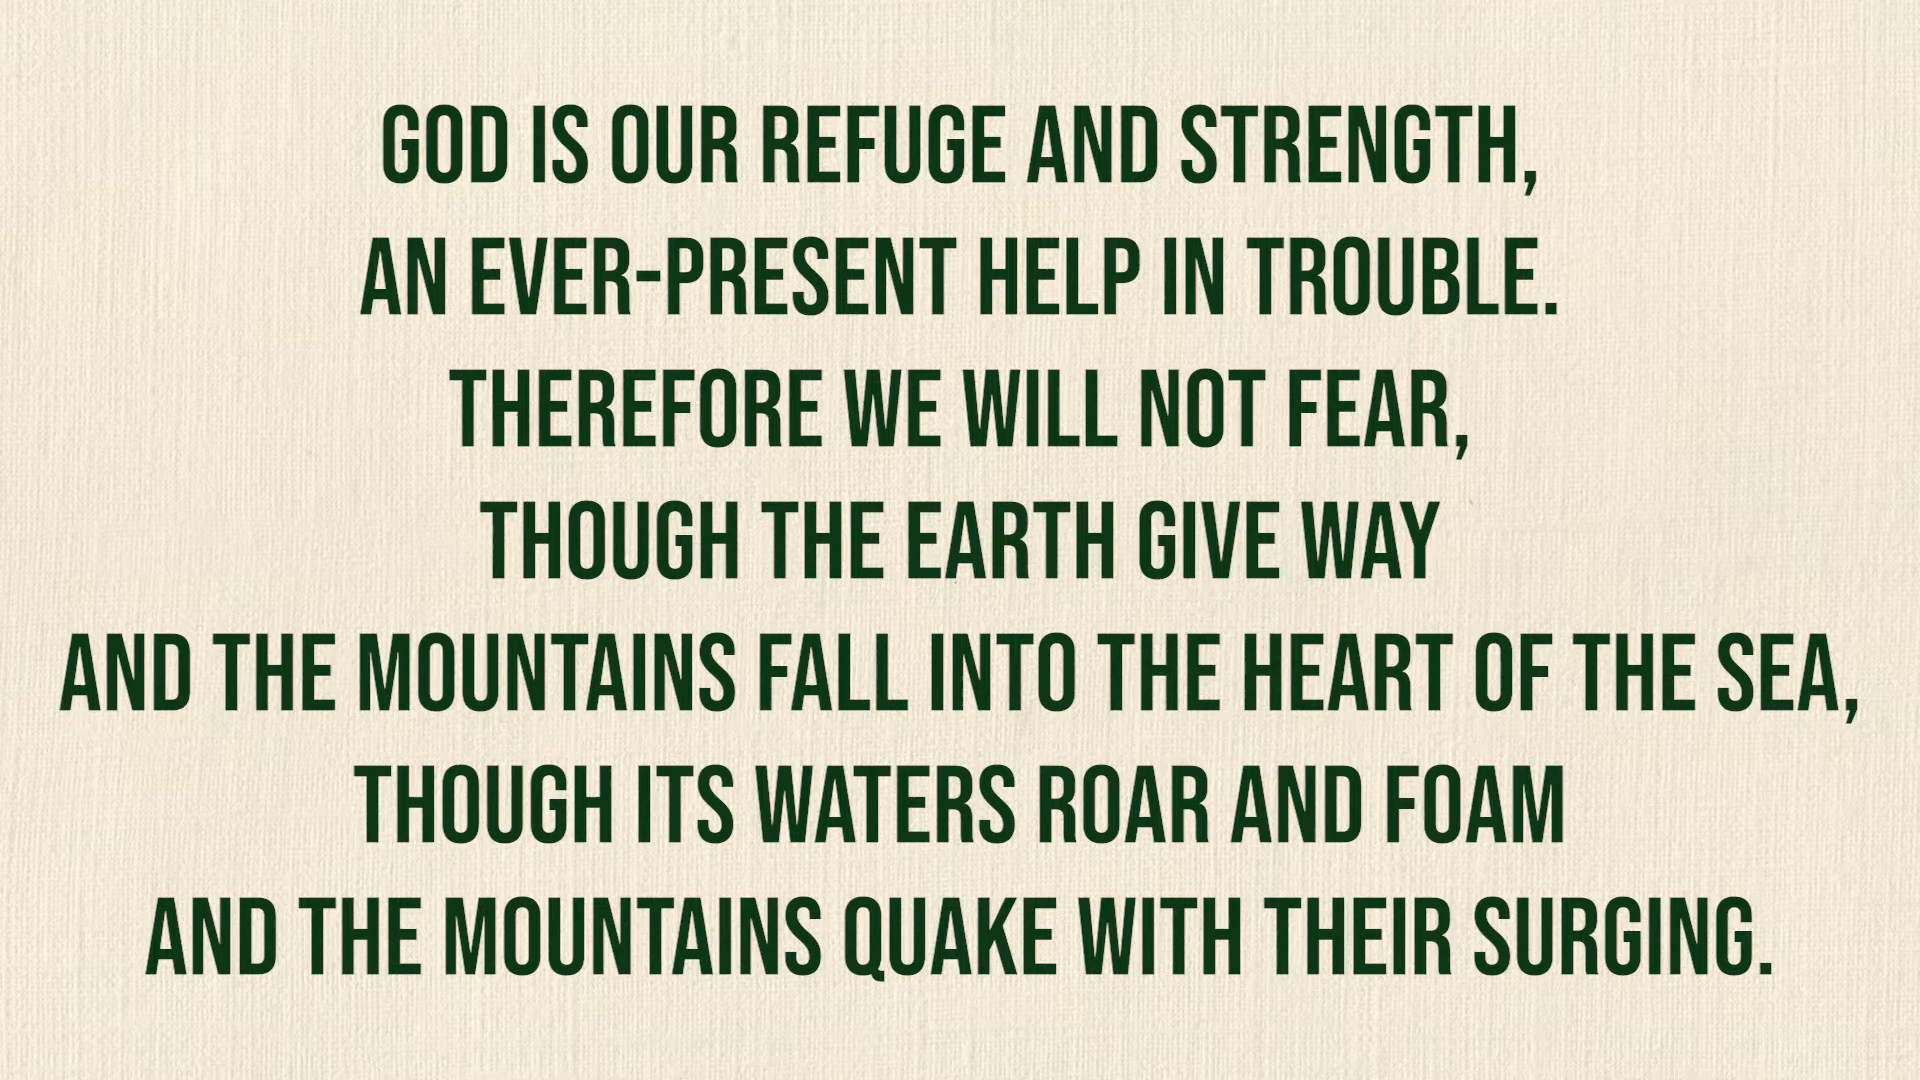 GOD IS OUR REFUGE AND STRENGTH,
AN EVER-PRESENT HELP IN TROUBLE.
THEREFORE WE WILL NOT FEAR,
THOUGH THE EARTH GIVE WAY
AND THE MOUNTAINS FALL INTO THE HEART OF THE SEA,
THOUGH ITS WATERS ROAR AND FOAM
AND THE MOUNTAINS QUAKE WITH THEIR SURGING.